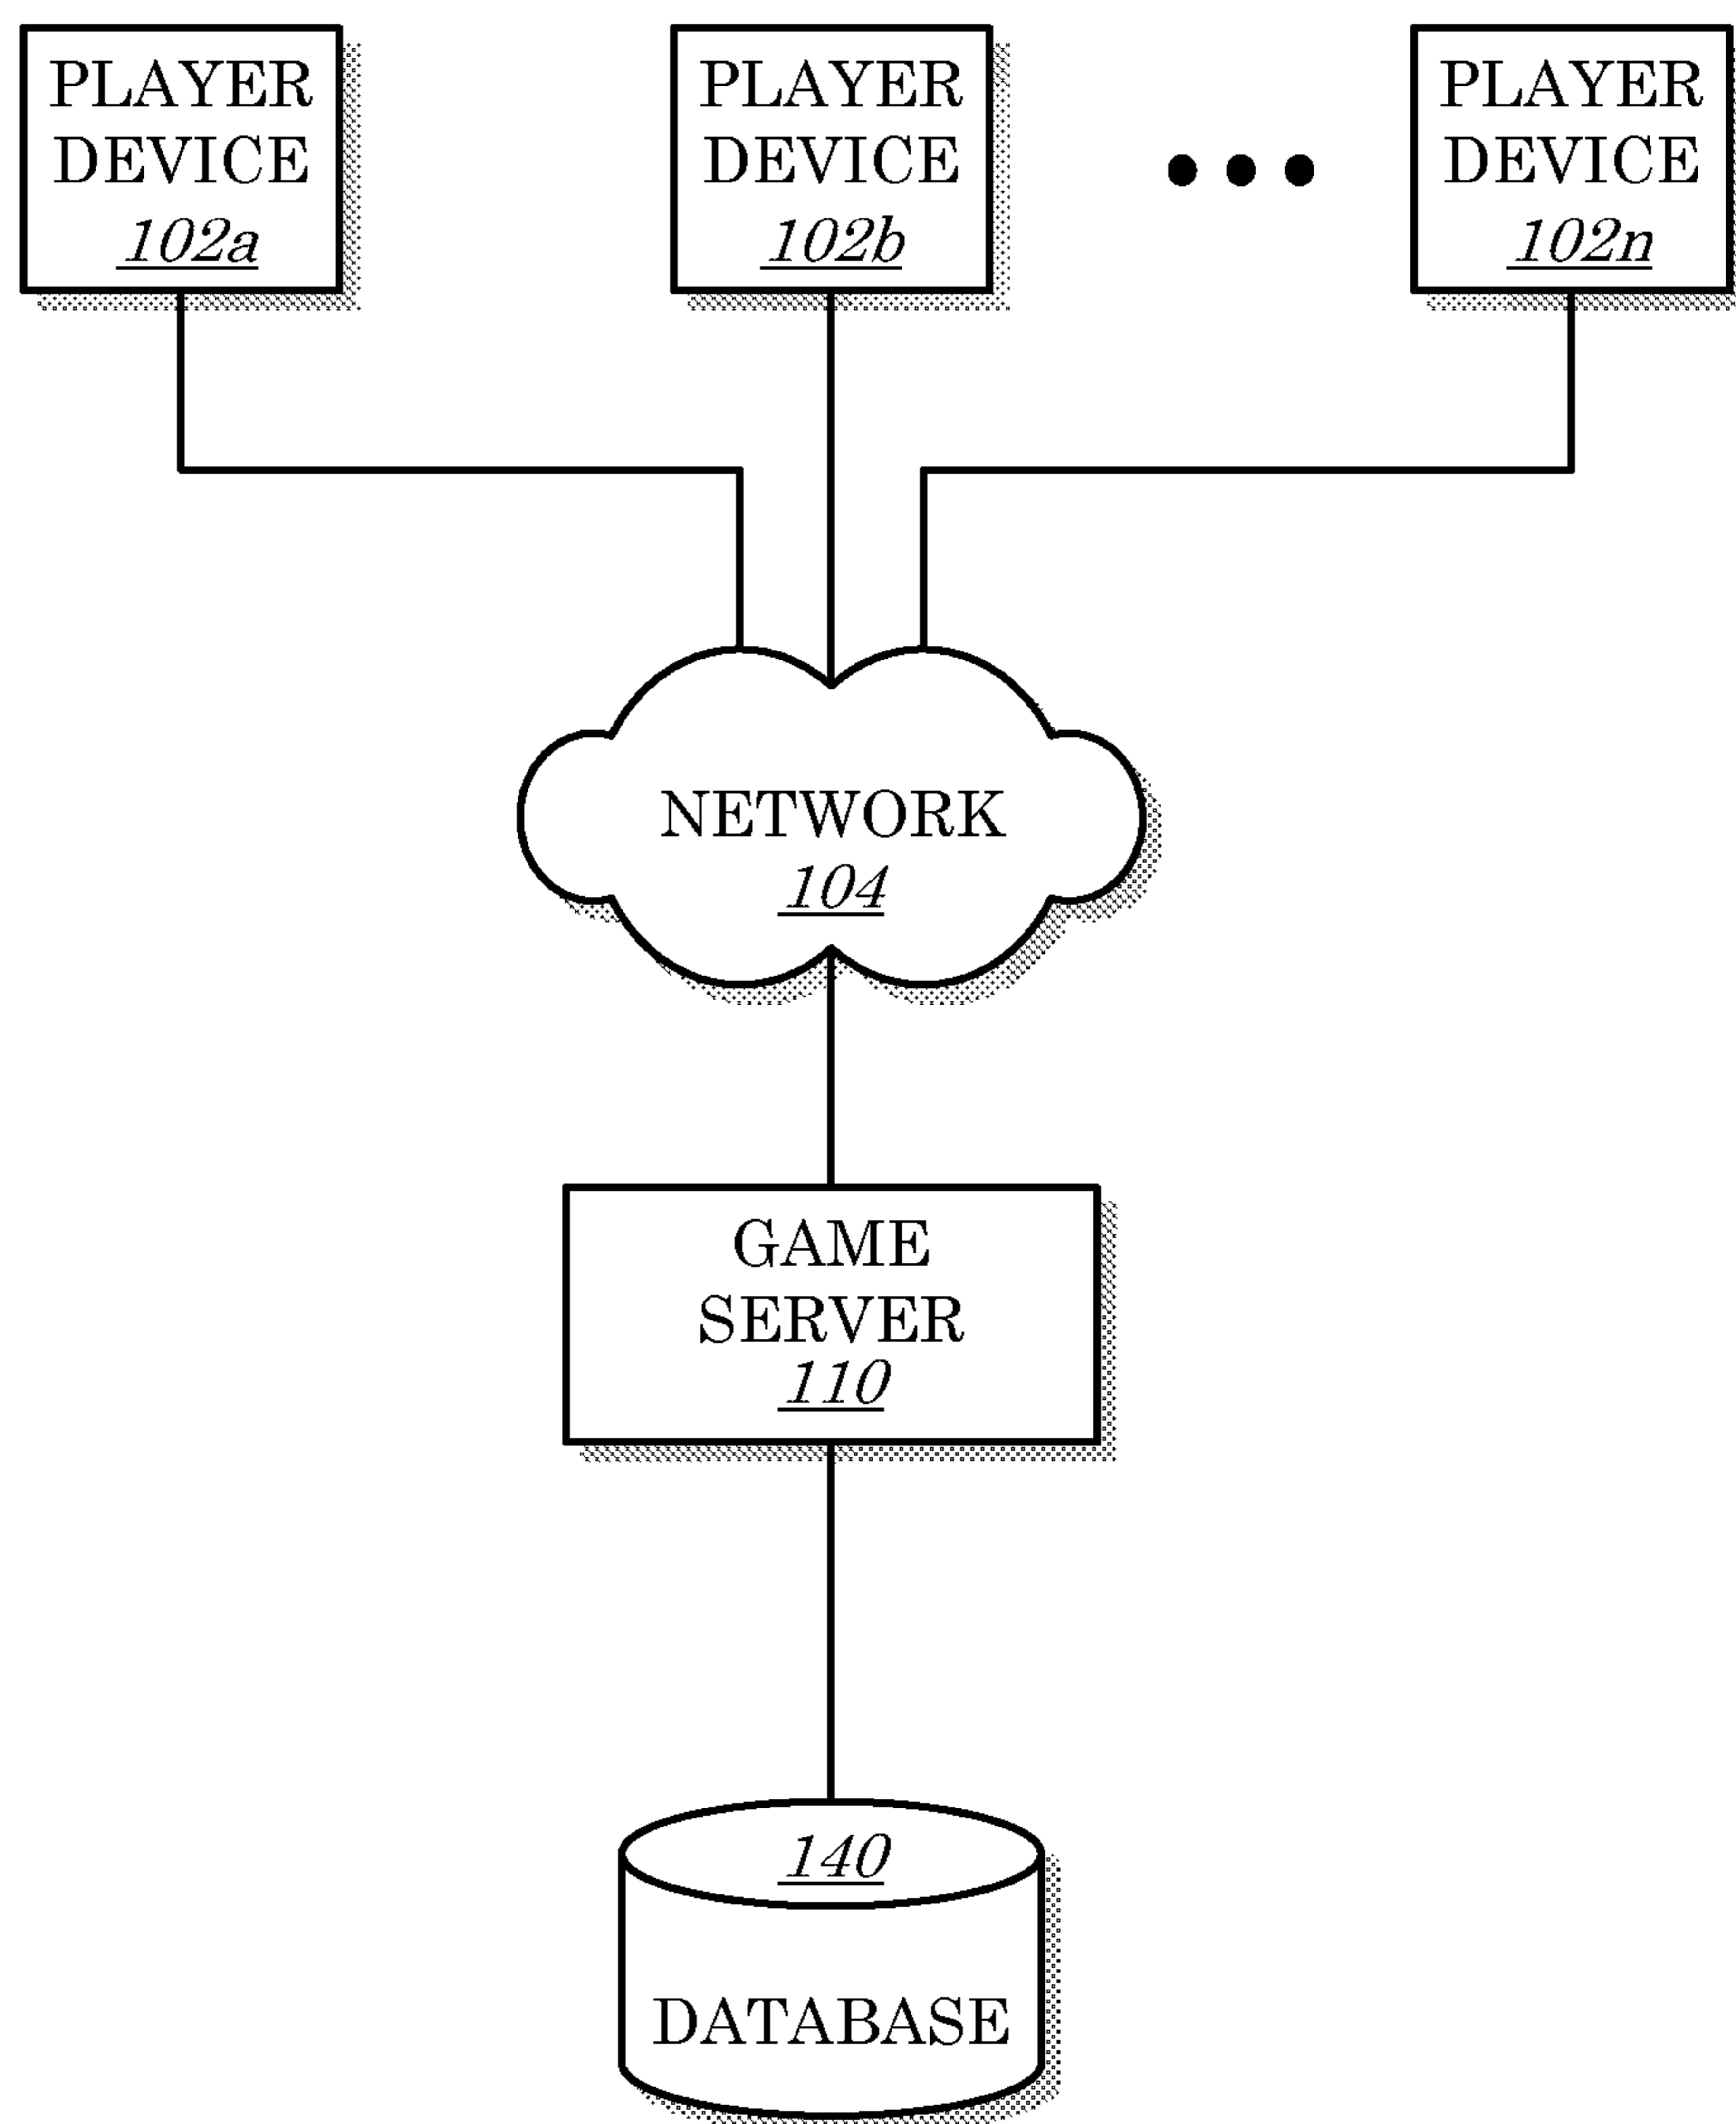 PLAYER
DEVICE
102a
PLAYER
DEVICE
102b
PLAYER
DEVICE
102n
NETWORK
104
GAME
SERVER
110
140
DATABASE